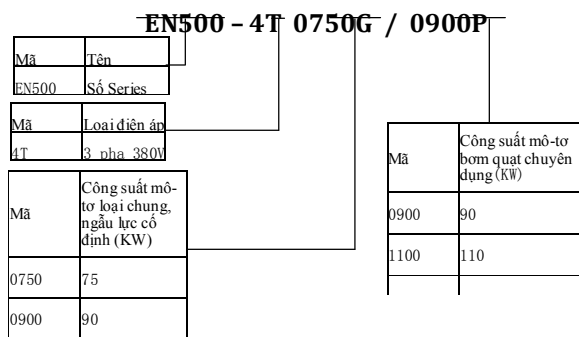 EN500 – 4T 0750G / 0900P
Mã Tên
EN500 Số Series
Mã Loai điên áp
4T 3 pha 380V
Mã Công suất mô-
tơ loại chung,
ngẫu lực cố
định (KW)
0750 75
0900 90
Mã Công suất mô-tơ
bơm quạt chuyên
dụng(KW)
0900 90
1100 110